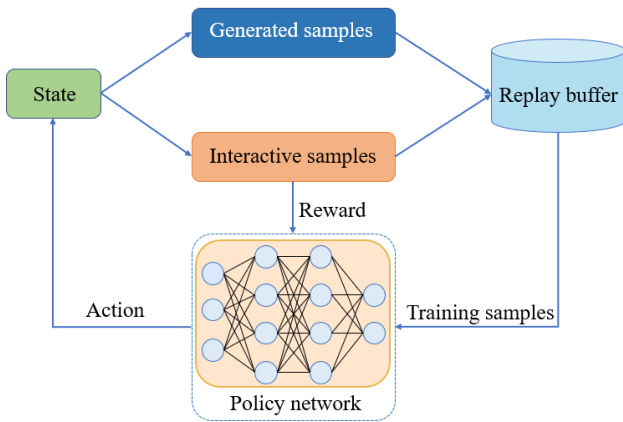 Generated samples
State
Replay buffer
Interactive samples
Reward
Action
Training samples
Policy network